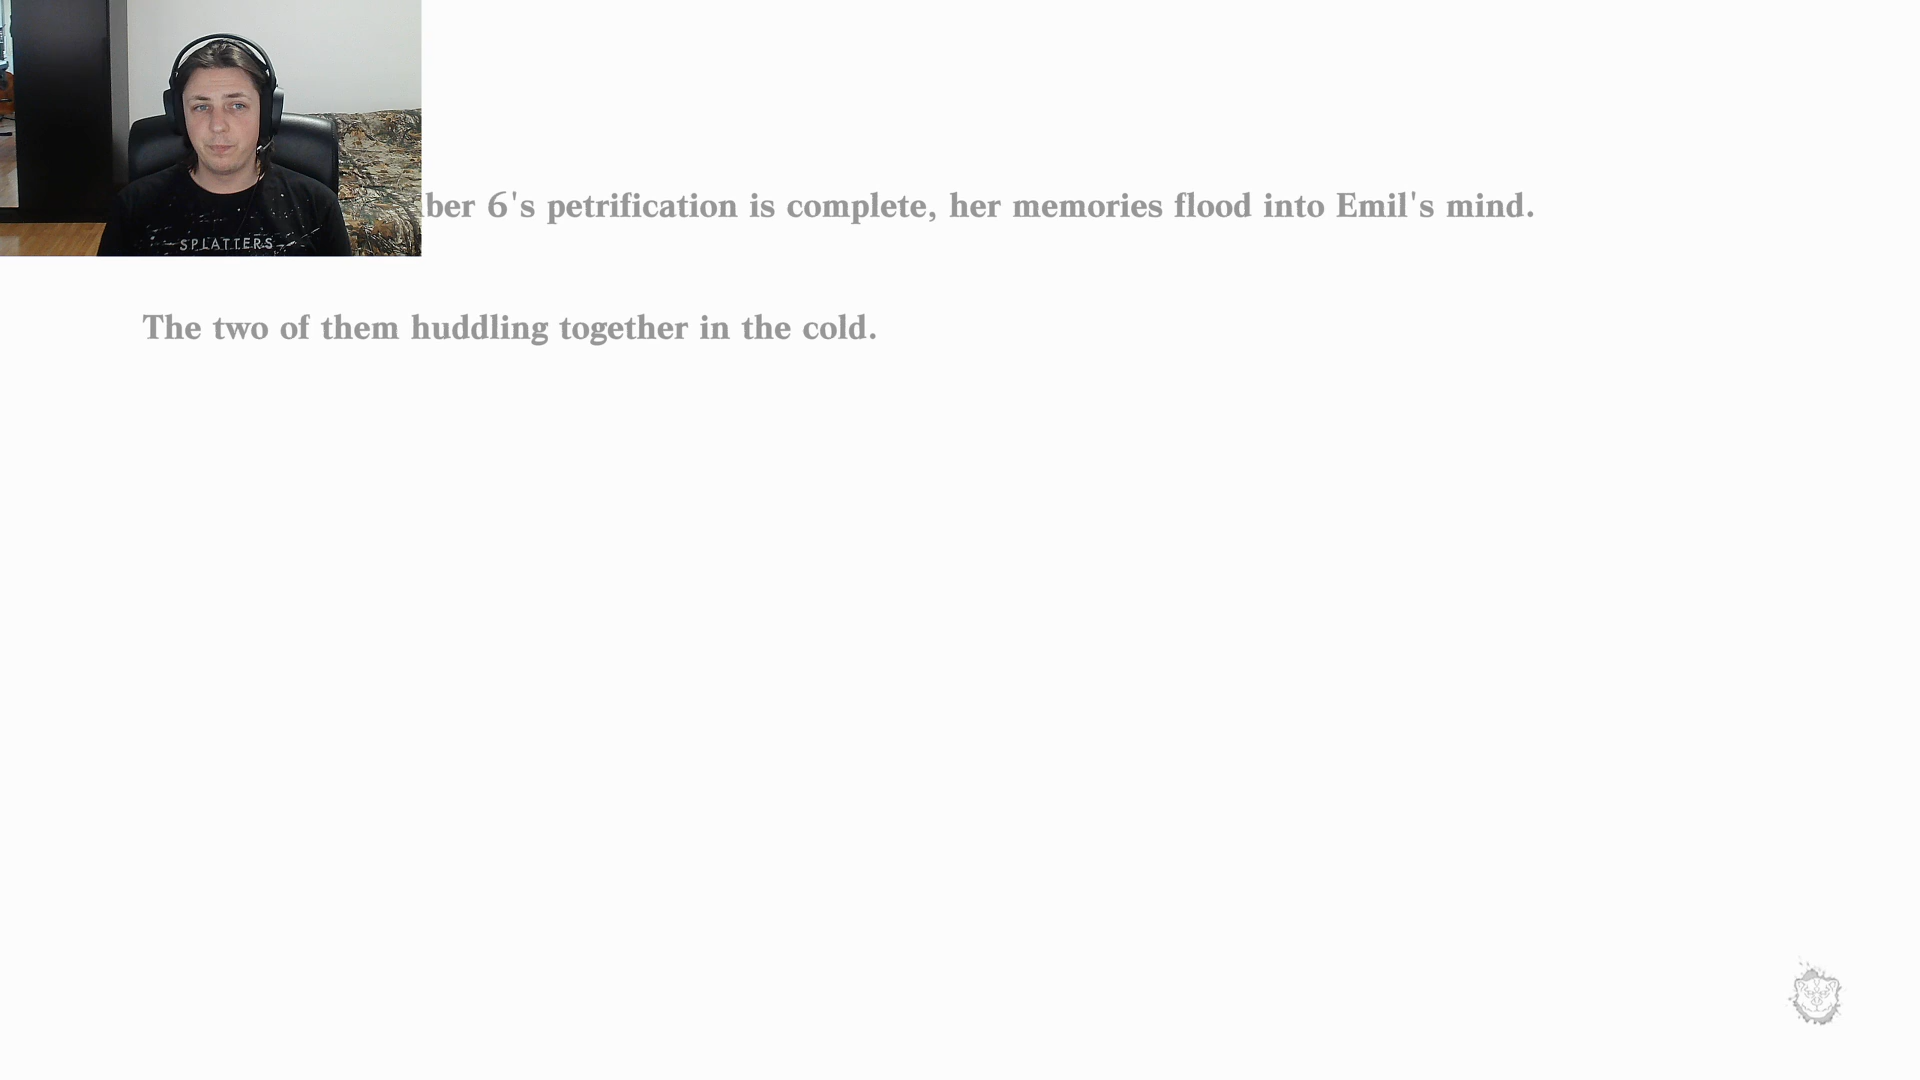 SPLATTERS
ber 6's petrification is complete, her memories flood into Emil's mind.
The two of them huddling together in the cold.